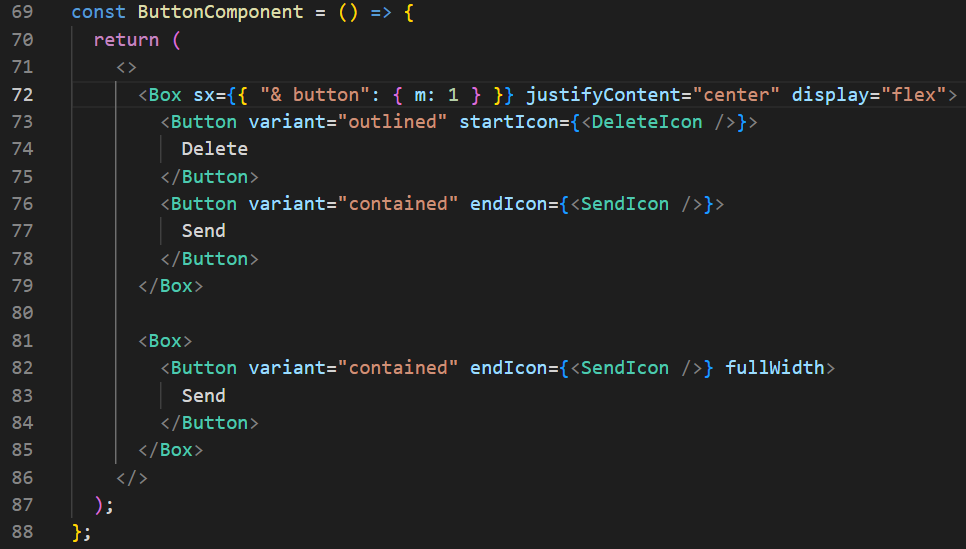 69 const ButtonComponent = () => {
70 return (
71 <>
72 <Box sx={{ "& button": { m: 1 } }} justifyContent="center" display="flex">
73 <Button variant="outlined" startIcon={<DeleteIcon />}>
74 Delete
75 </Button>
76 <Button variant="contained" endIcon={<SendIcon />}>
77 Send
78 </Button>
79 </Box>
80
81 <Box>
82 <Button variant="contained" endIcon={<SendIcon />} fullWidth>
83 Send
84 </Button>
85 </Box>
86 </>
87 );
88 };